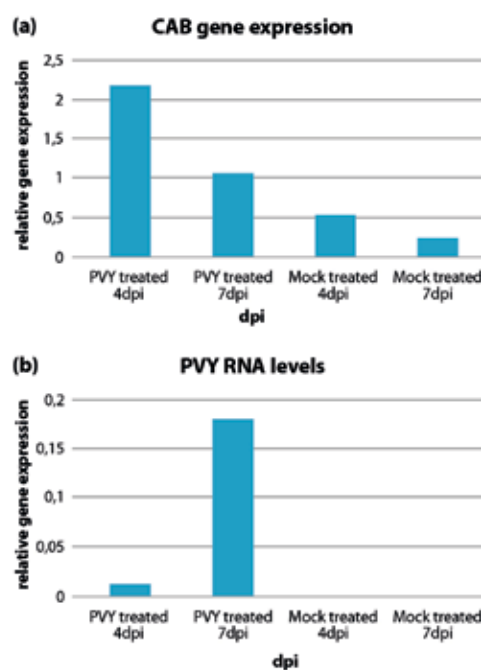 (a) CAB gene expression
relative gene expression
2,5
2
1,5
1
0,5
0
PVY treated 4dpi
PVY treated 7dpi
Mock treated 4dpi
Mock treated 7dpi
dpi
(b) PVY RNA levels
relative gene expression
0,2
0,15
0,1
0,05
0
PVY treated 4dpi
PVY treated 7dpi
Mock treated 4dpi
Mock treated 7dpi
dpi